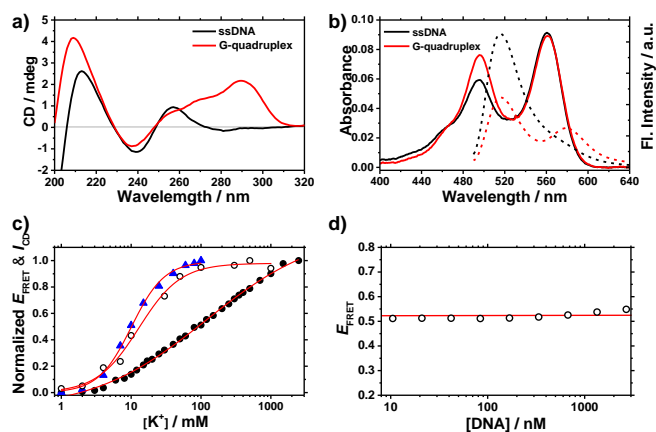 a)
ssDNA
G-quadruplex
CD / mdeg
5
4
3
2
1
0
-1
-2
200 220 240 260 280 300 320
Wavelength / nm
b)
ssDNA
G-quadruplex
Absorbance
Fl. Intensity / a.u.
0.10
0.08
0.06
0.04
0.02
0.00
400 440 480 520 560 600 640
Wavelength / nm
c)
Normalized E_FRET & I_CD
1.0
0.8
0.6
0.4
0.2
0.0
1 10 100 1000
[K⁺] / mM
d)
E_FRET
0.9
0.8
0.7
0.6
0.5
0.4
0.3
0.2
10 100 1000
[DNA] / nM